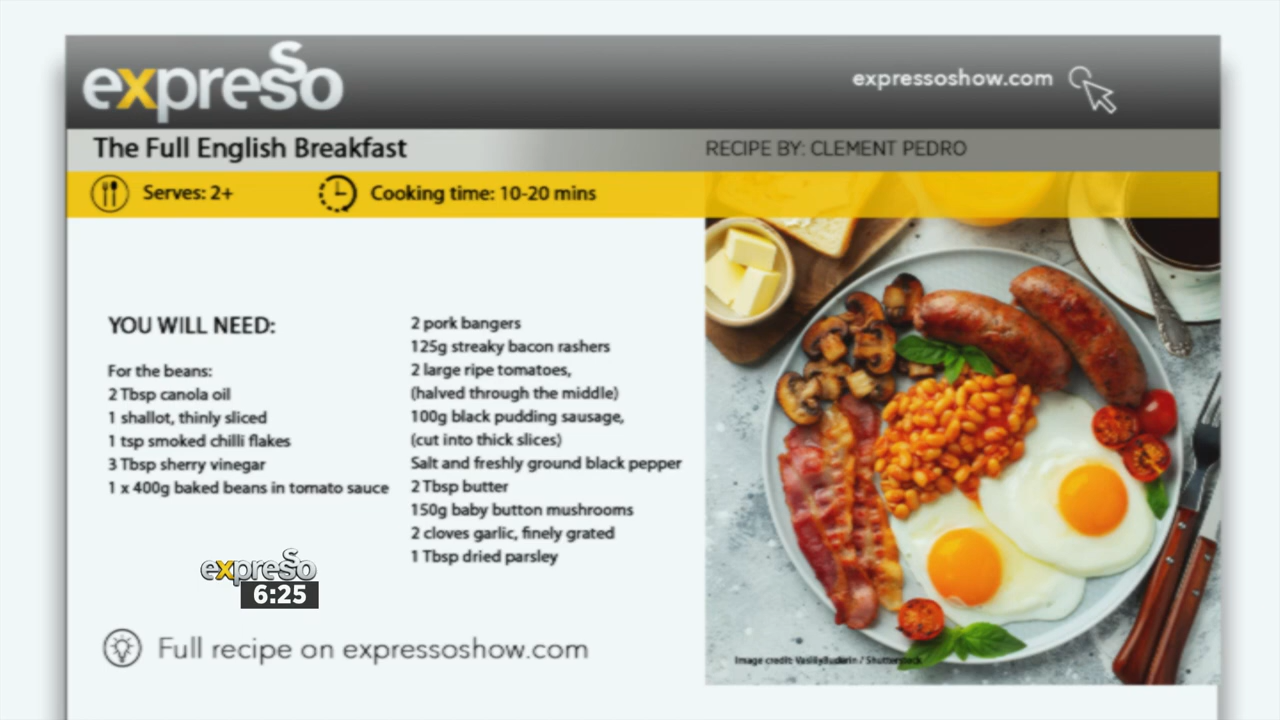 expresso
expressoshow.com
The Full English Breakfast
RECIPE BY: CLEMENT PEDRO
Serves: 2+
Cooking time: 10-20 mins
YOU WILL NEED:
For the beans:
2 Tbsp canola oil
1 shallot, thinly sliced
1 tsp smoked chilli flakes
3 Tbsp sherry vinegar
1 x 400g baked beans in tomato sauce
2 pork bangers
125g streaky bacon rashers
2 large ripe tomatoes,
(halved through the middle)
100g black pudding sausage,
(cut into thick slices)
Salt and freshly ground black pepper
2 Tbsp butter
150g baby button mushrooms
2 cloves garlic, finely grated
1 Tbsp dried parsley
expresso
6:25
Full recipe on expressoshow.com
Image credit: / Shutterstock